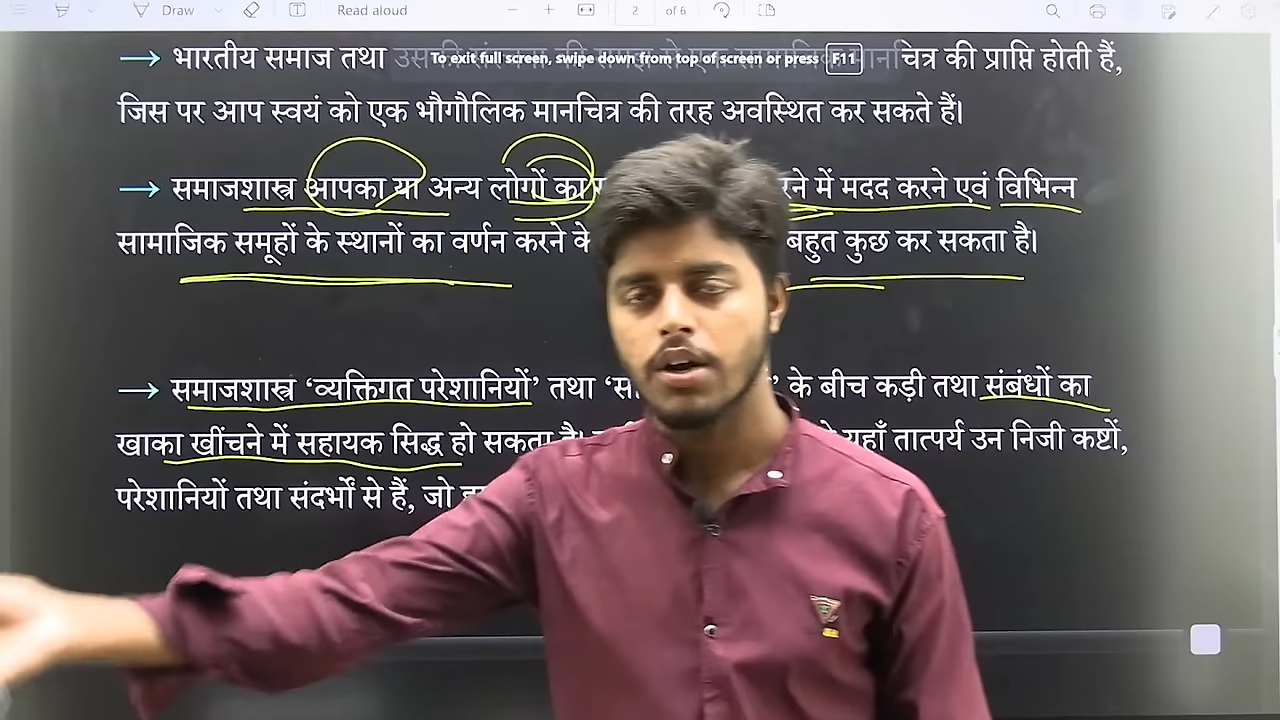 Draw Read aloud 2 of 6
→ भारतीय समाज तथा चित्र की प्राप्ति होती हैं,
To exit full screen, swipe down from top of screen or press F11
जिस पर आप स्वयं को एक भौगौलिक मानचित्र की तरह अवस्थित कर सकते हैं।
→ समाजशास्त्र आपका या अन्य लोगों का रने में मदद करने एवं विभिन्न
सामाजिक समूहों के स्थानों का वर्णन करने के बहुत कुछ कर सकता है।
→ समाजशास्त्र ‘व्यक्तिगत परेशानियों’ तथा ’ के बीच कड़ी तथा संबंधों का
खाका खींचने में सहायक सिद्ध हो सकता है। यहाँ तात्पर्य उन निजी कष्टों,
परेशानियों तथा संदर्भों से हैं, जो